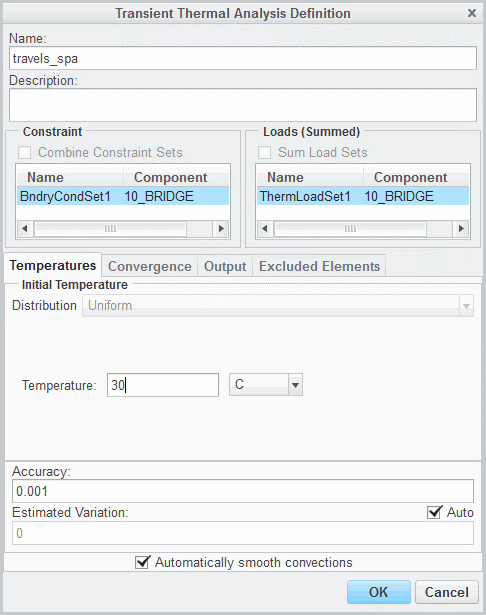 Transient Thermal Analysis Definition
Name:
travels_spa
Description:
Constraint
Combine Constraint Sets
Name Component
BndryCondSet1 10_BRIDGE
Loads (Summed)
Sum Load Sets
Name Component
ThermLoadSet1 10_BRIDGE
Temperatures Convergence Output Excluded Elements
Initial Temperature
Distribution Uniform
Temperature: 30 C
Accuracy:
0.001
Estimated Variation: Auto
0
Automatically smooth convections
OK Cancel